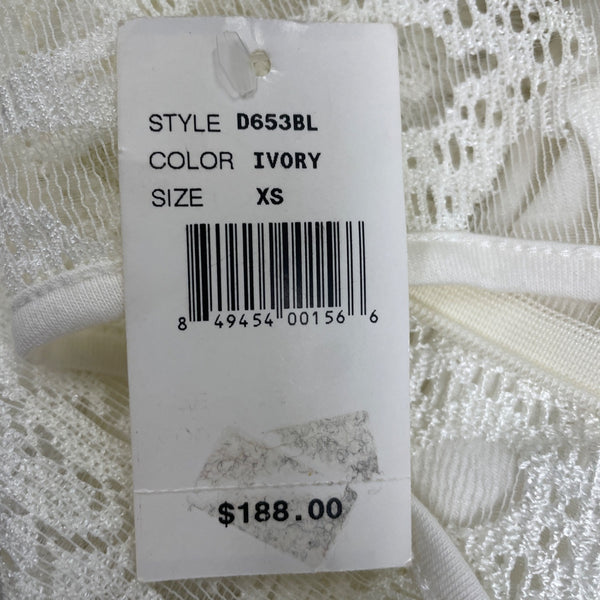 STYLE D653BL
COLOR IVORY
SIZE XS
8 49454 00156 6
$188.00